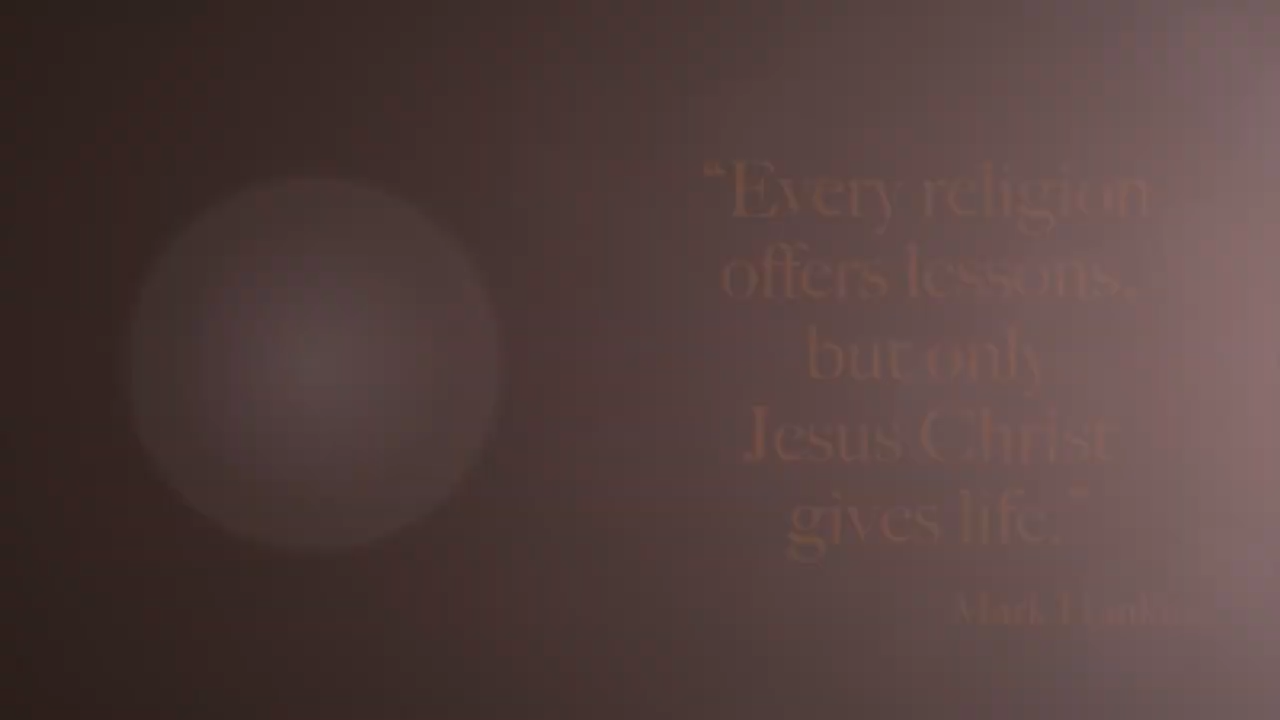 “Every religion
offers lessons,
but only
Jesus Christ
gives life.”
Mark